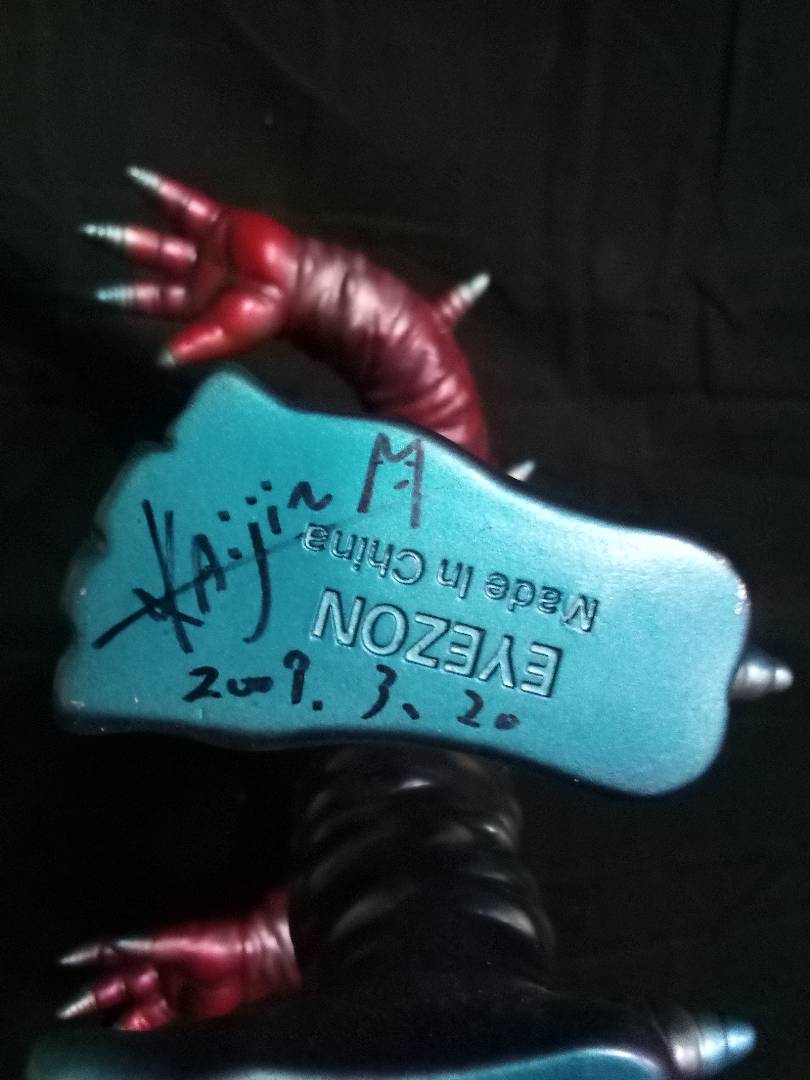 Kaijin M
2009. 3. 20
EYEZON
Made In China